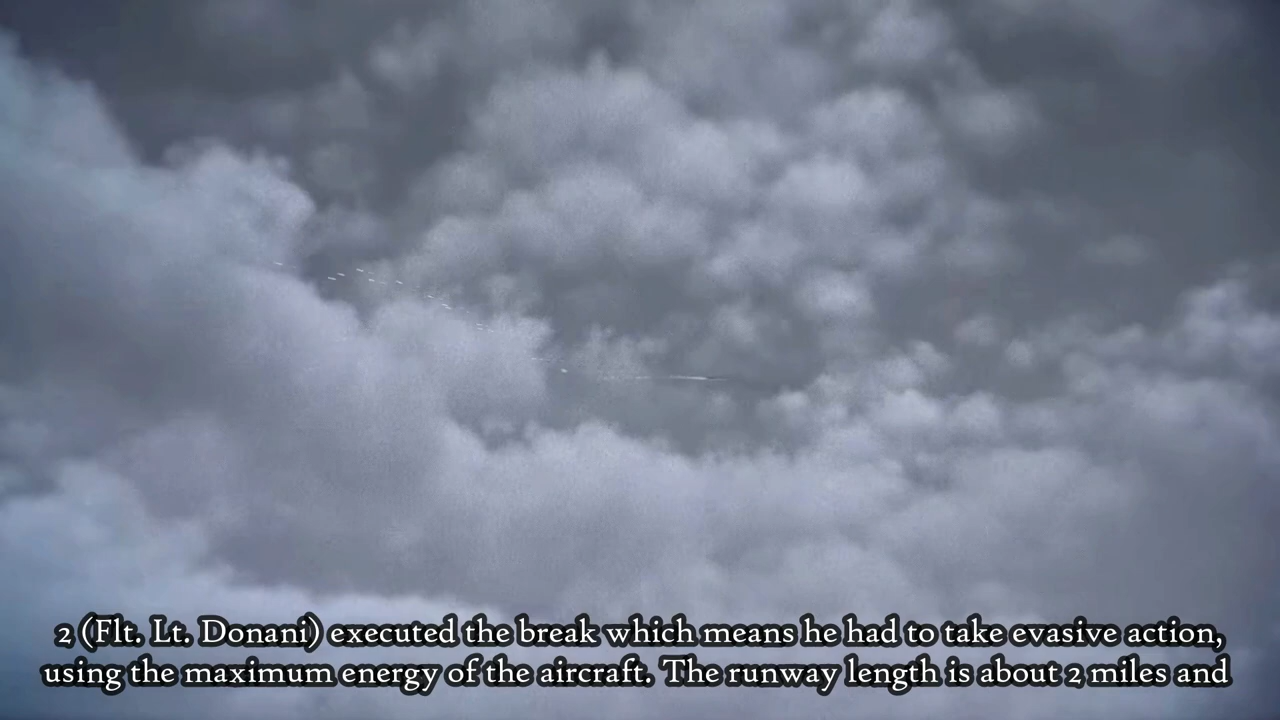 2 (Flt. Lt. Donani) executed the break which means he had to take evasive action,
using the maximum energy of the aircraft. The runway length is about 2 miles and